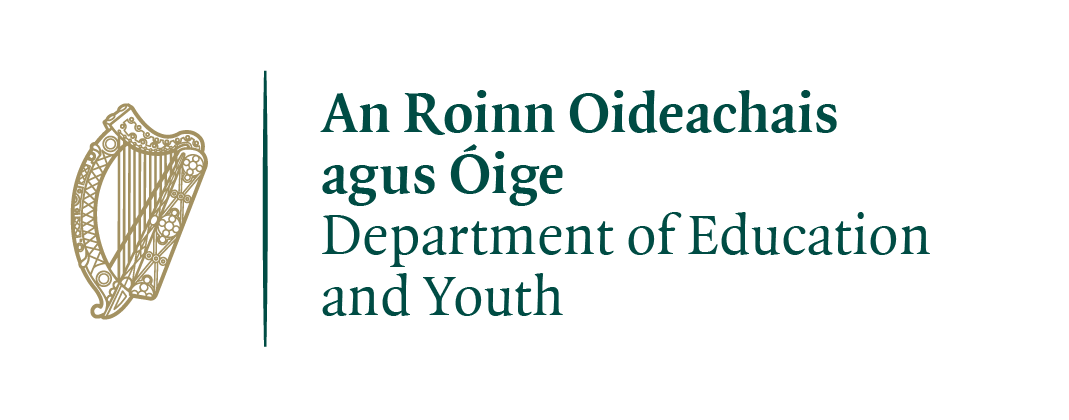 An Roinn Oideachais
agus Óige
Department of Education
and Youth